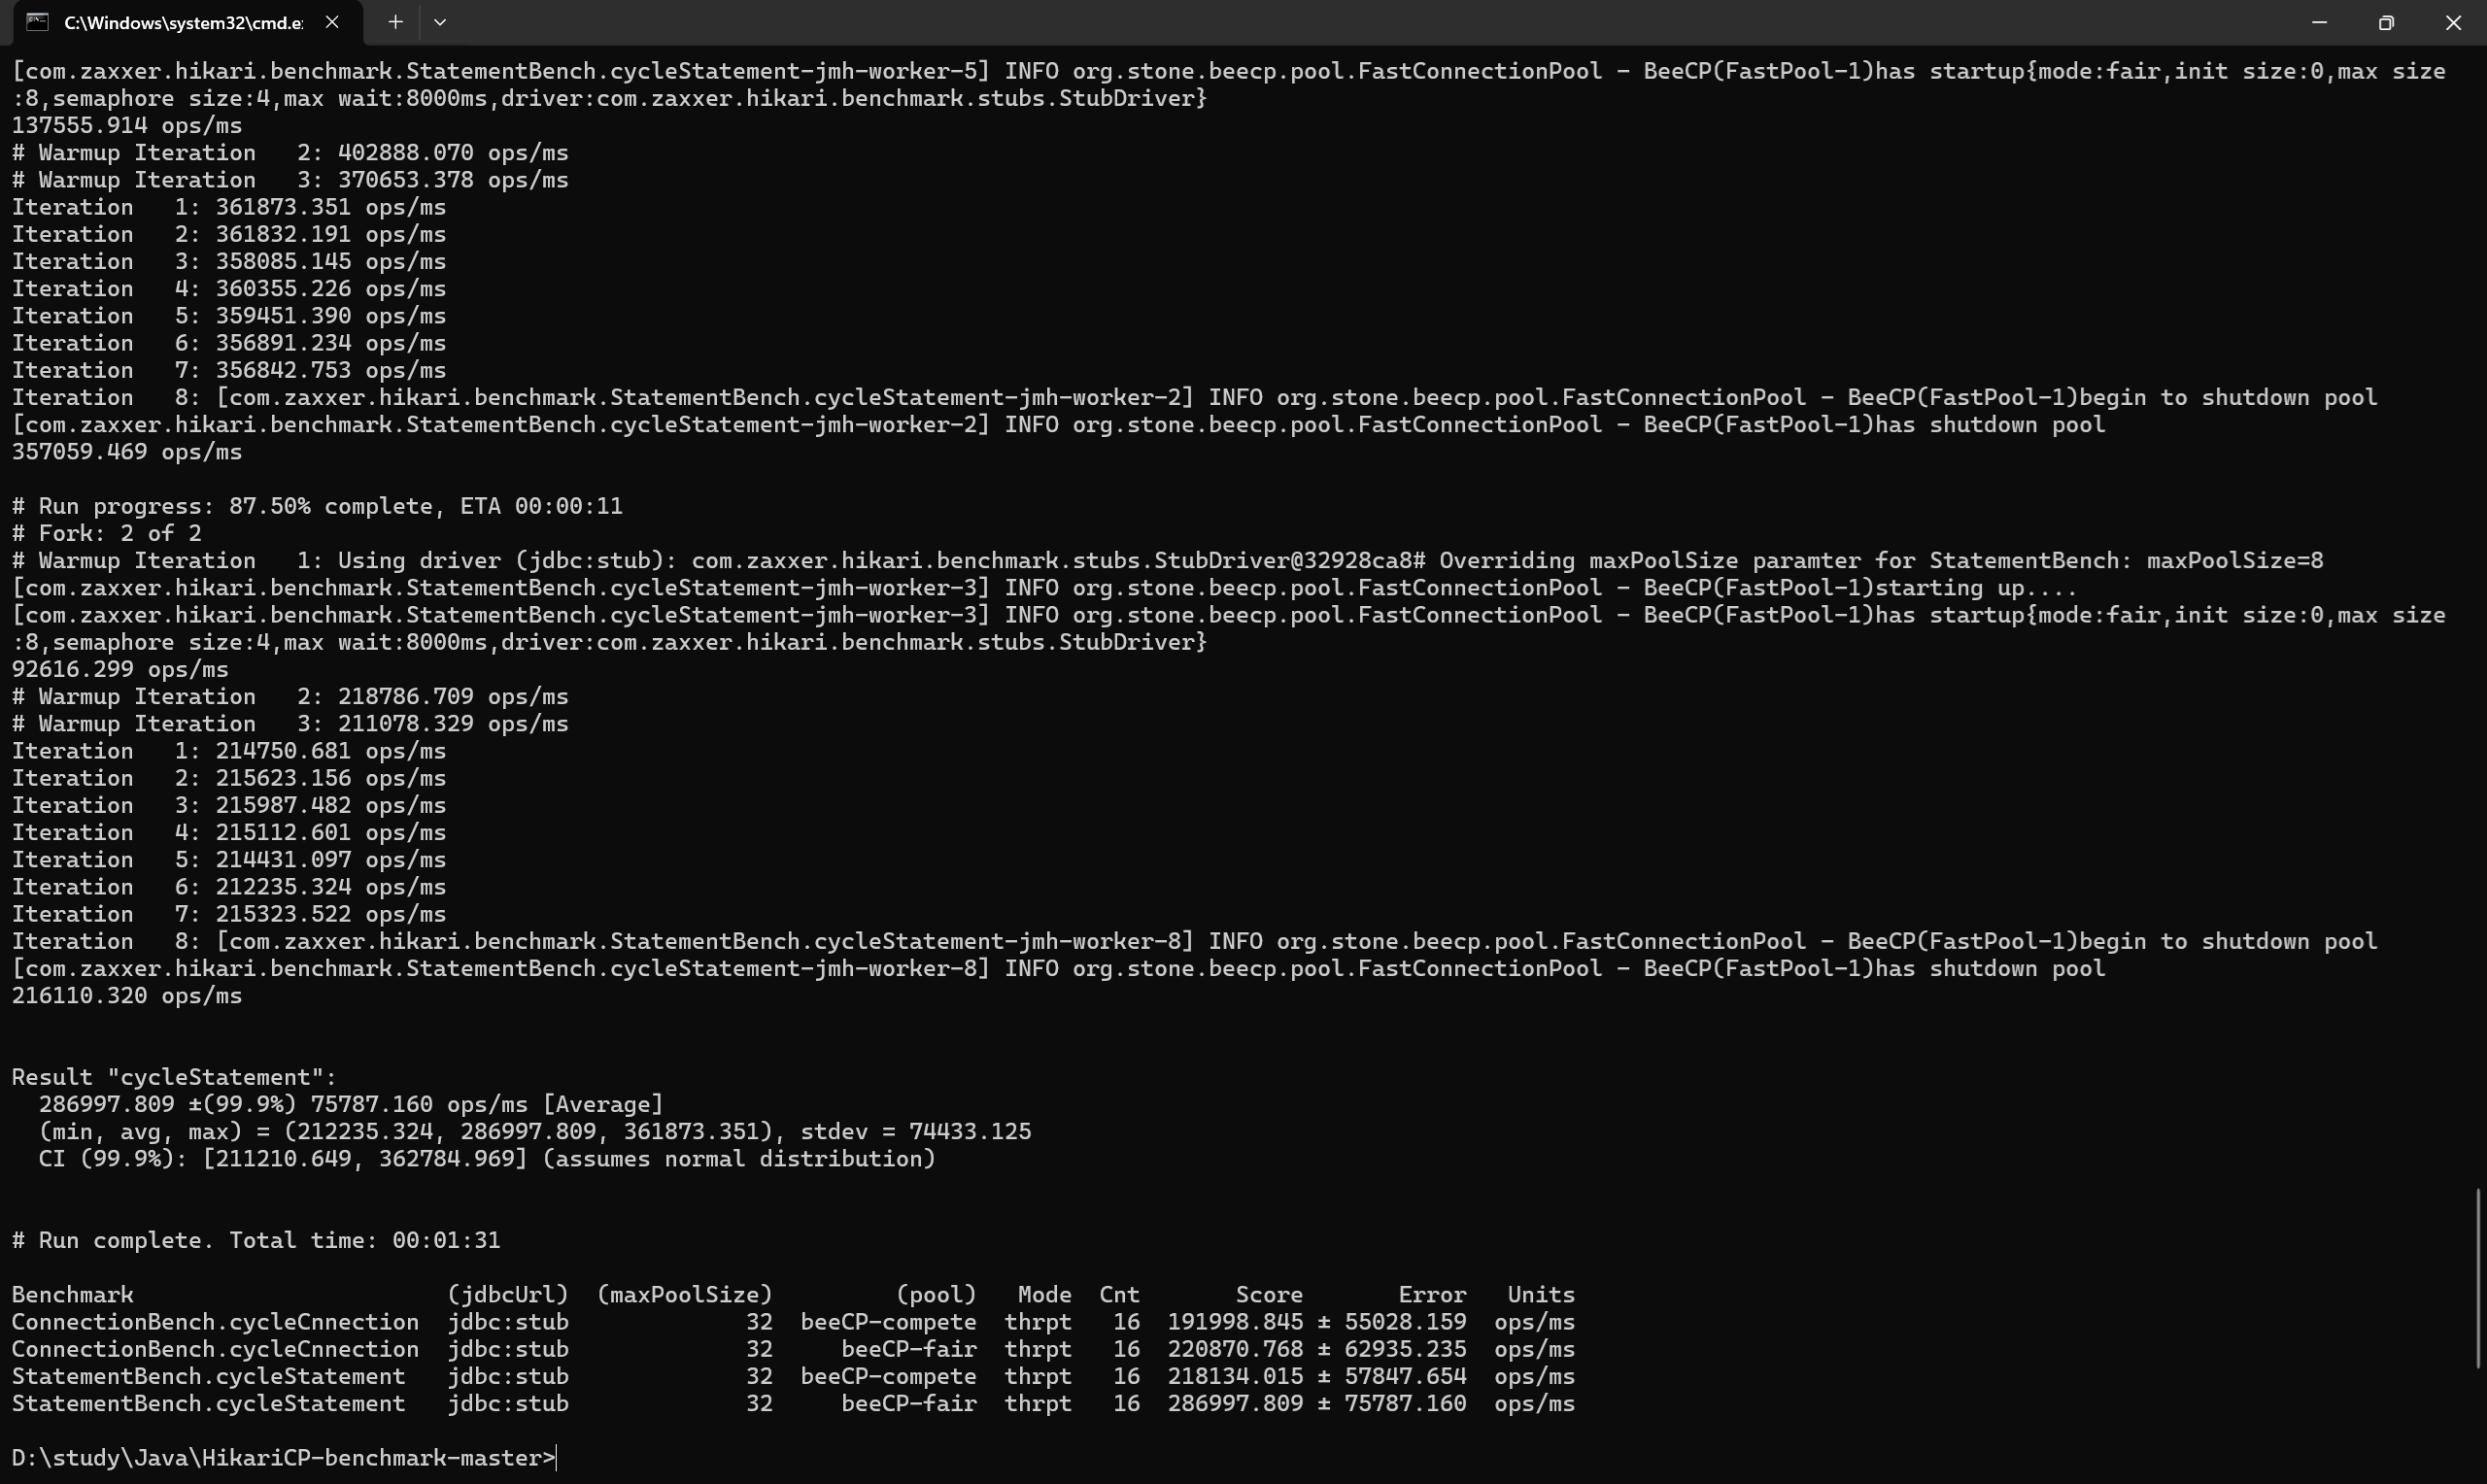 C:\Windows\system32\cmd.e:
[com.zaxxer.hikari.benchmark.StatementBench.cycleStatement-jmh-worker-5] INFO org.stone.beecp.pool.FastConnectionPool - BeeCP(FastPool-1)has startup{mode:fair,init size:0,max size
:8,semaphore size:4,max wait:8000ms,driver:com.zaxxer.hikari.benchmark.stubs.StubDriver}
137555.914 ops/ms
# Warmup Iteration   2: 402888.070 ops/ms
# Warmup Iteration   3: 370653.378 ops/ms
Iteration   1: 361873.351 ops/ms
Iteration   2: 361832.191 ops/ms
Iteration   3: 358085.145 ops/ms
Iteration   4: 360355.226 ops/ms
Iteration   5: 359451.390 ops/ms
Iteration   6: 356891.234 ops/ms
Iteration   7: 356842.753 ops/ms
Iteration   8: [com.zaxxer.hikari.benchmark.StatementBench.cycleStatement-jmh-worker-2] INFO org.stone.beecp.pool.FastConnectionPool - BeeCP(FastPool-1)begin to shutdown pool
[com.zaxxer.hikari.benchmark.StatementBench.cycleStatement-jmh-worker-2] INFO org.stone.beecp.pool.FastConnectionPool - BeeCP(FastPool-1)has shutdown pool
357059.469 ops/ms
# Run progress: 87.50% complete, ETA 00:00:11
# Fork: 2 of 2
# Warmup Iteration   1: Using driver (jdbc:stub): com.zaxxer.hikari.benchmark.stubs.StubDriver@32928ca8# Overriding maxPoolSize paramter for StatementBench: maxPoolSize=8
[com.zaxxer.hikari.benchmark.StatementBench.cycleStatement-jmh-worker-3] INFO org.stone.beecp.pool.FastConnectionPool - BeeCP(FastPool-1)starting up....
[com.zaxxer.hikari.benchmark.StatementBench.cycleStatement-jmh-worker-3] INFO org.stone.beecp.pool.FastConnectionPool - BeeCP(FastPool-1)has startup{mode:fair,init size:0,max size
:8,semaphore size:4,max wait:8000ms,driver:com.zaxxer.hikari.benchmark.stubs.StubDriver}
92616.299 ops/ms
# Warmup Iteration   2: 218786.709 ops/ms
# Warmup Iteration   3: 211078.329 ops/ms
Iteration   1: 214750.681 ops/ms
Iteration   2: 215623.156 ops/ms
Iteration   3: 215987.482 ops/ms
Iteration   4: 215112.601 ops/ms
Iteration   5: 214431.097 ops/ms
Iteration   6: 212235.324 ops/ms
Iteration   7: 215323.522 ops/ms
Iteration   8: [com.zaxxer.hikari.benchmark.StatementBench.cycleStatement-jmh-worker-8] INFO org.stone.beecp.pool.FastConnectionPool - BeeCP(FastPool-1)begin to shutdown pool
[com.zaxxer.hikari.benchmark.StatementBench.cycleStatement-jmh-worker-8] INFO org.stone.beecp.pool.FastConnectionPool - BeeCP(FastPool-1)has shutdown pool
216110.320 ops/ms
Result "cycleStatement":
  286997.809 ±(99.9%) 75787.160 ops/ms [Average]
  (min, avg, max) = (212235.324, 286997.809, 361873.351), stdev = 74433.125
  CI (99.9%): [211210.649, 362784.969] (assumes normal distribution)
# Run complete. Total time: 00:01:31
Benchmark                       (jdbcUrl)  (maxPoolSize)         (pool)   Mode  Cnt       Score       Error   Units
ConnectionBench.cycleCnnection  jdbc:stub             32  beeCP-compete  thrpt   16  191998.845 ± 55028.159  ops/ms
ConnectionBench.cycleCnnection  jdbc:stub             32     beeCP-fair  thrpt   16  220870.768 ± 62935.235  ops/ms
StatementBench.cycleStatement   jdbc:stub             32  beeCP-compete  thrpt   16  218134.015 ± 57847.654  ops/ms
StatementBench.cycleStatement   jdbc:stub             32     beeCP-fair  thrpt   16  286997.809 ± 75787.160  ops/ms
D:\study\Java\HikariCP-benchmark-master>